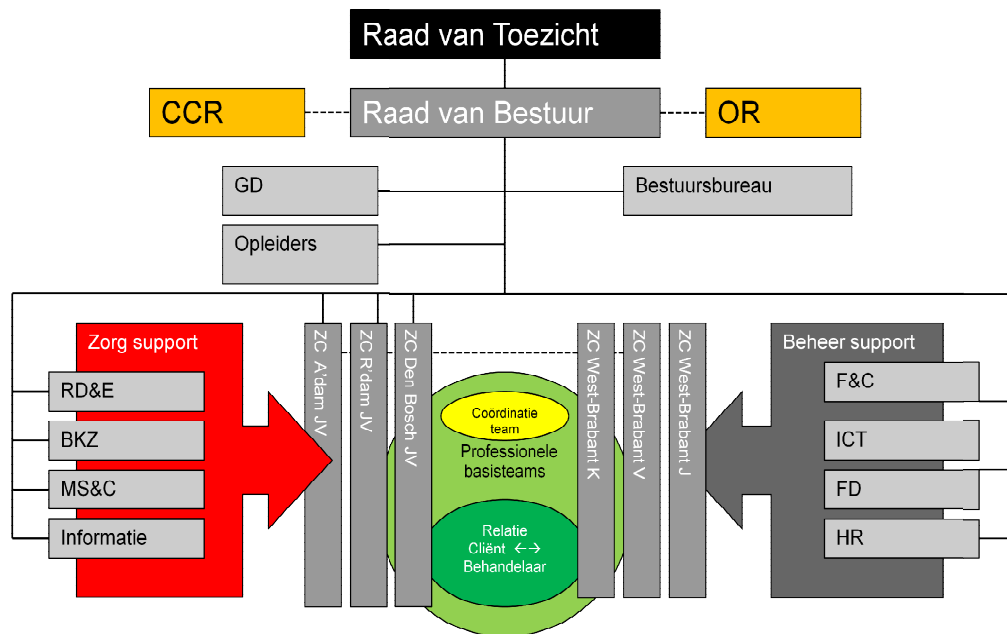 Raad van Toezicht
CCR
Raad van Bestuur
OR
GD
Bestuursbureau
Opleiders
Zorg support
RD&E
BKZ
MS&C
Informatie
ZC A'dam JV
ZC R'dam JV
ZC Den Bosch JV
Coördinatie
team
Professionele
basisteams
Relatie
Cliënt ←→
Behandelaar
ZC West-Brabant K
ZC West-Brabant V
ZC West-Brabant J
Beheer support
F&C
ICT
FD
HR